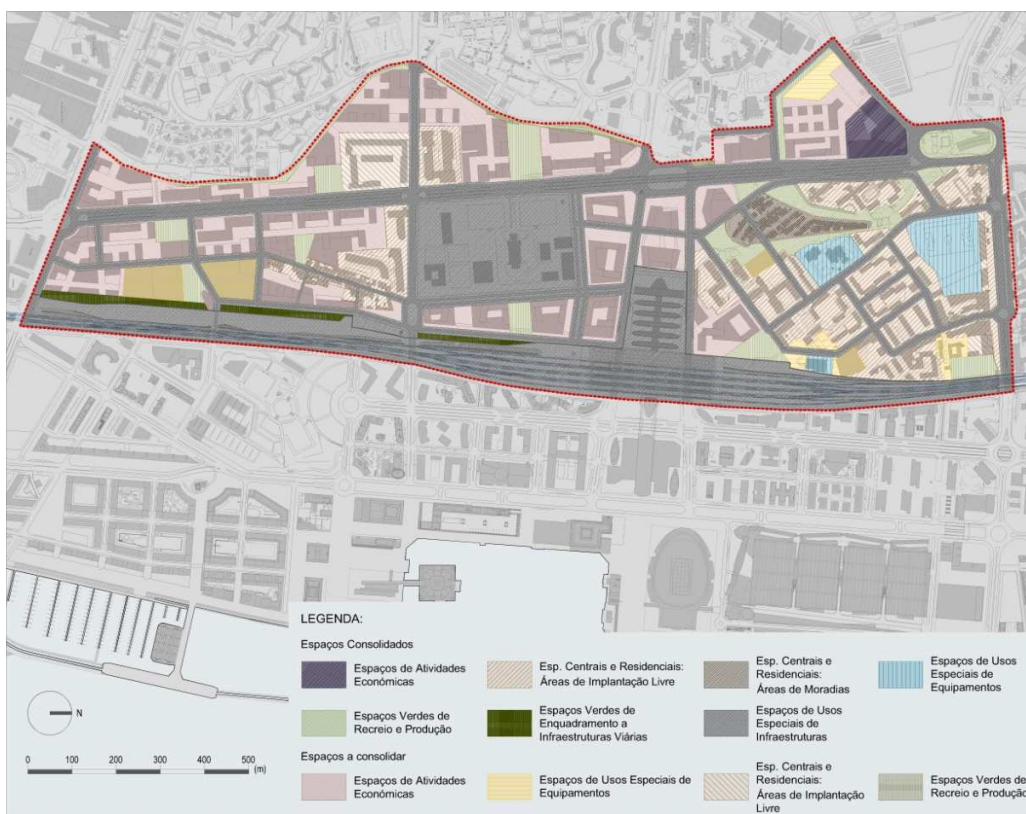 LEGENDA:
Espaços Consolidados
Espaços de Atividades
Económicas
Esp. Centrais e Residenciais:
Áreas de Implantação Livre
Esp. Centrais e
Residenciais:
Áreas de Moradias
Espaços de Usos
Especiais de
Equipamentos
Espaços Verdes de
Recreio e Produção
Espaços Verdes de
Enquadramento a
Infraestruturas Viárias
Espaços de Usos
Especiais de
Infraestruturas
Espaços a consolidar
Espaços de Atividades
Económicas
Espaços de Usos Especiais de
Equipamentos
Esp. Centrais e
Residenciais:
Áreas de Implantação
Livre
Espaços Verdes de
Recreio e Produção
N
0 100 200 300 400 500
(m)